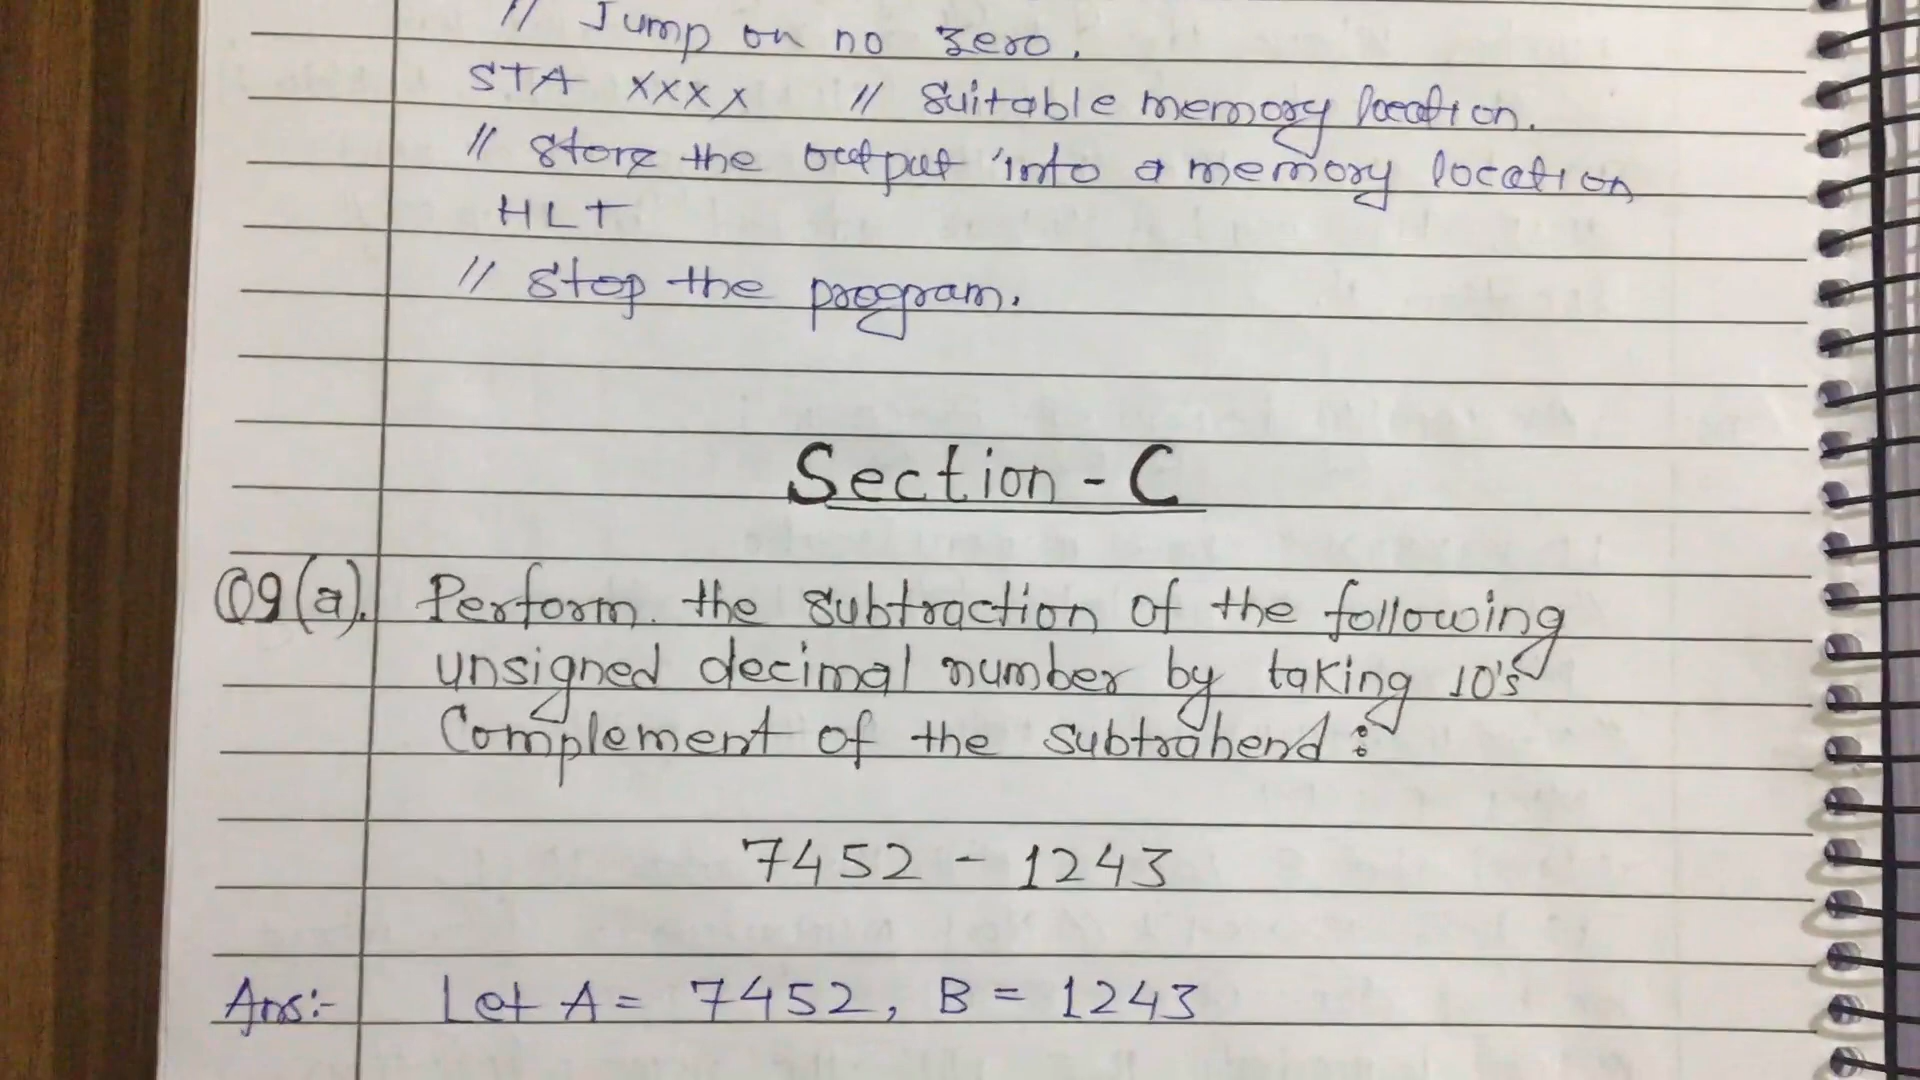 // Jump on no zero.
STA XXXX // Suitable memory location.
// store the output into a memory location
HLT
// Stop the program.
Section - C
Q9(a). Perform the subtraction of the following
unsigned decimal number by taking 10's
Complement of the subtrahend :
7452 - 1243
Ans:- Let A = 7452, B = 1243